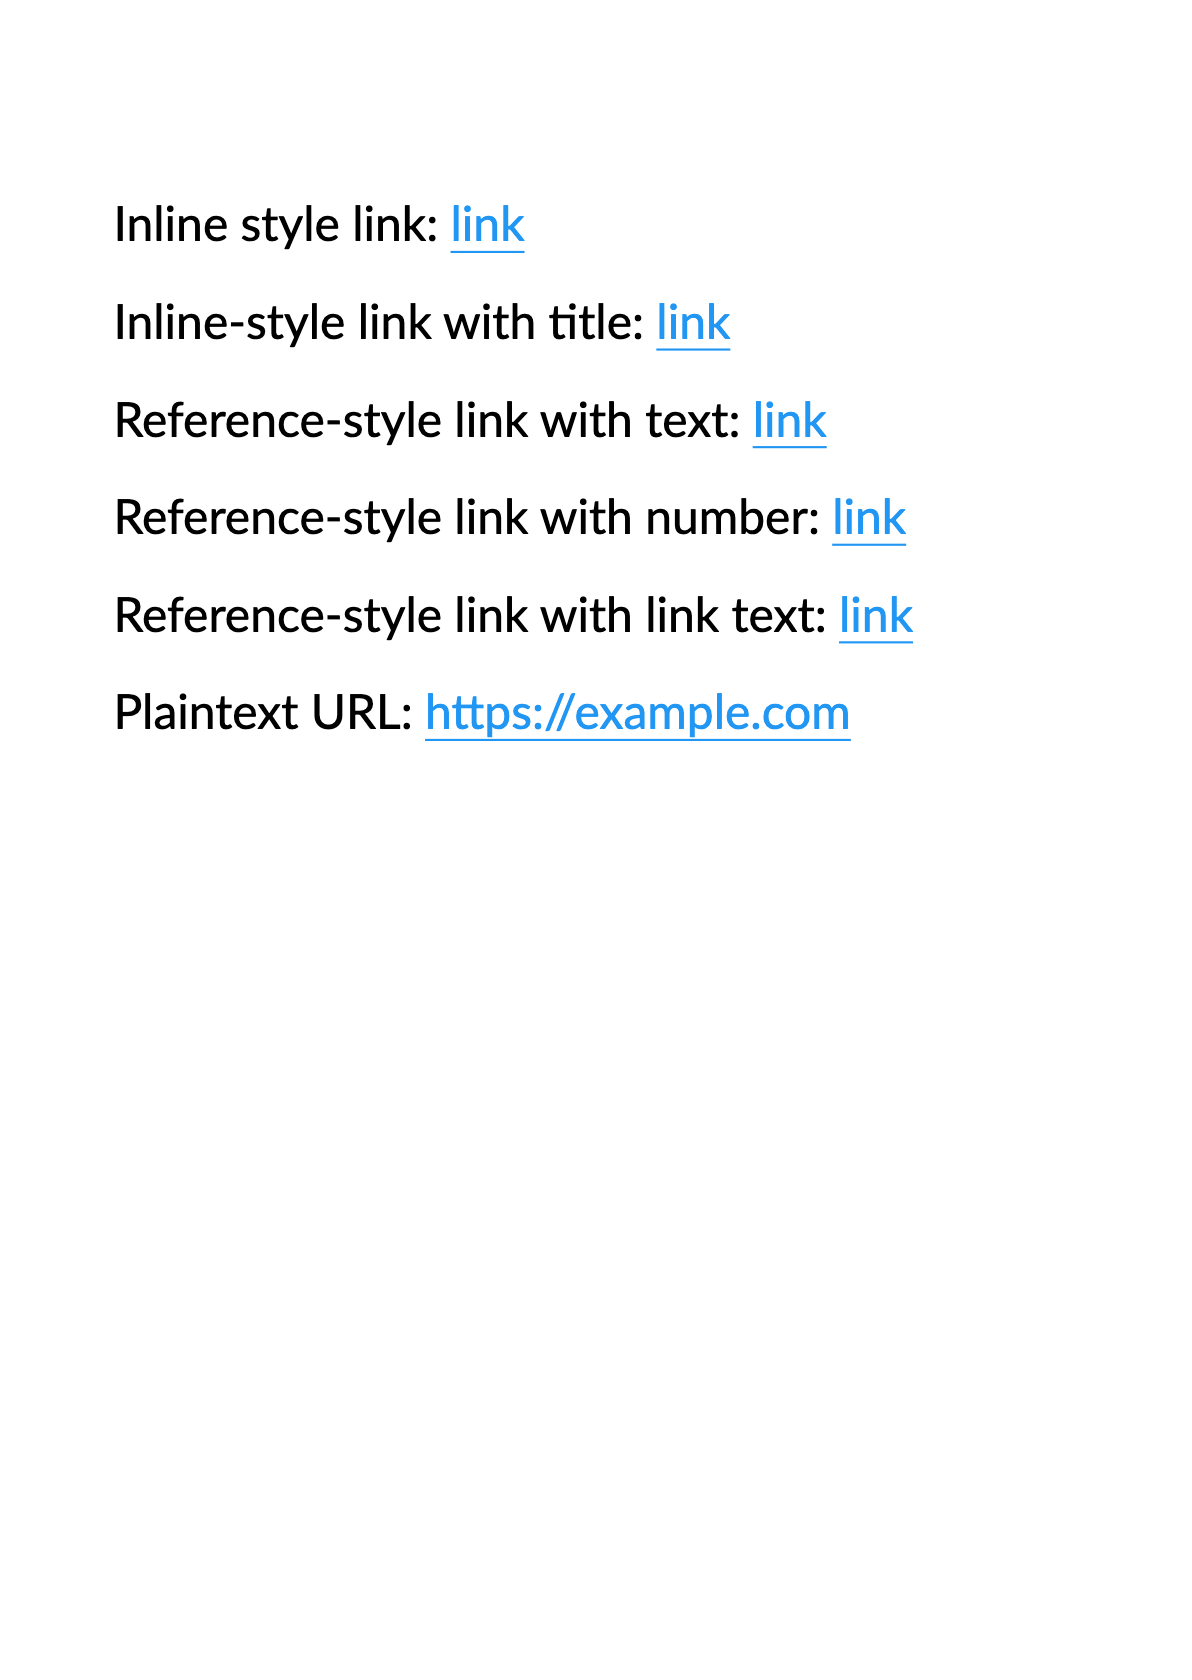 Inline style link: link
Inline-style link with title: link
Reference-style link with text: link
Reference-style link with number: link
Reference-style link with link text: link
Plaintext URL: https://example.com